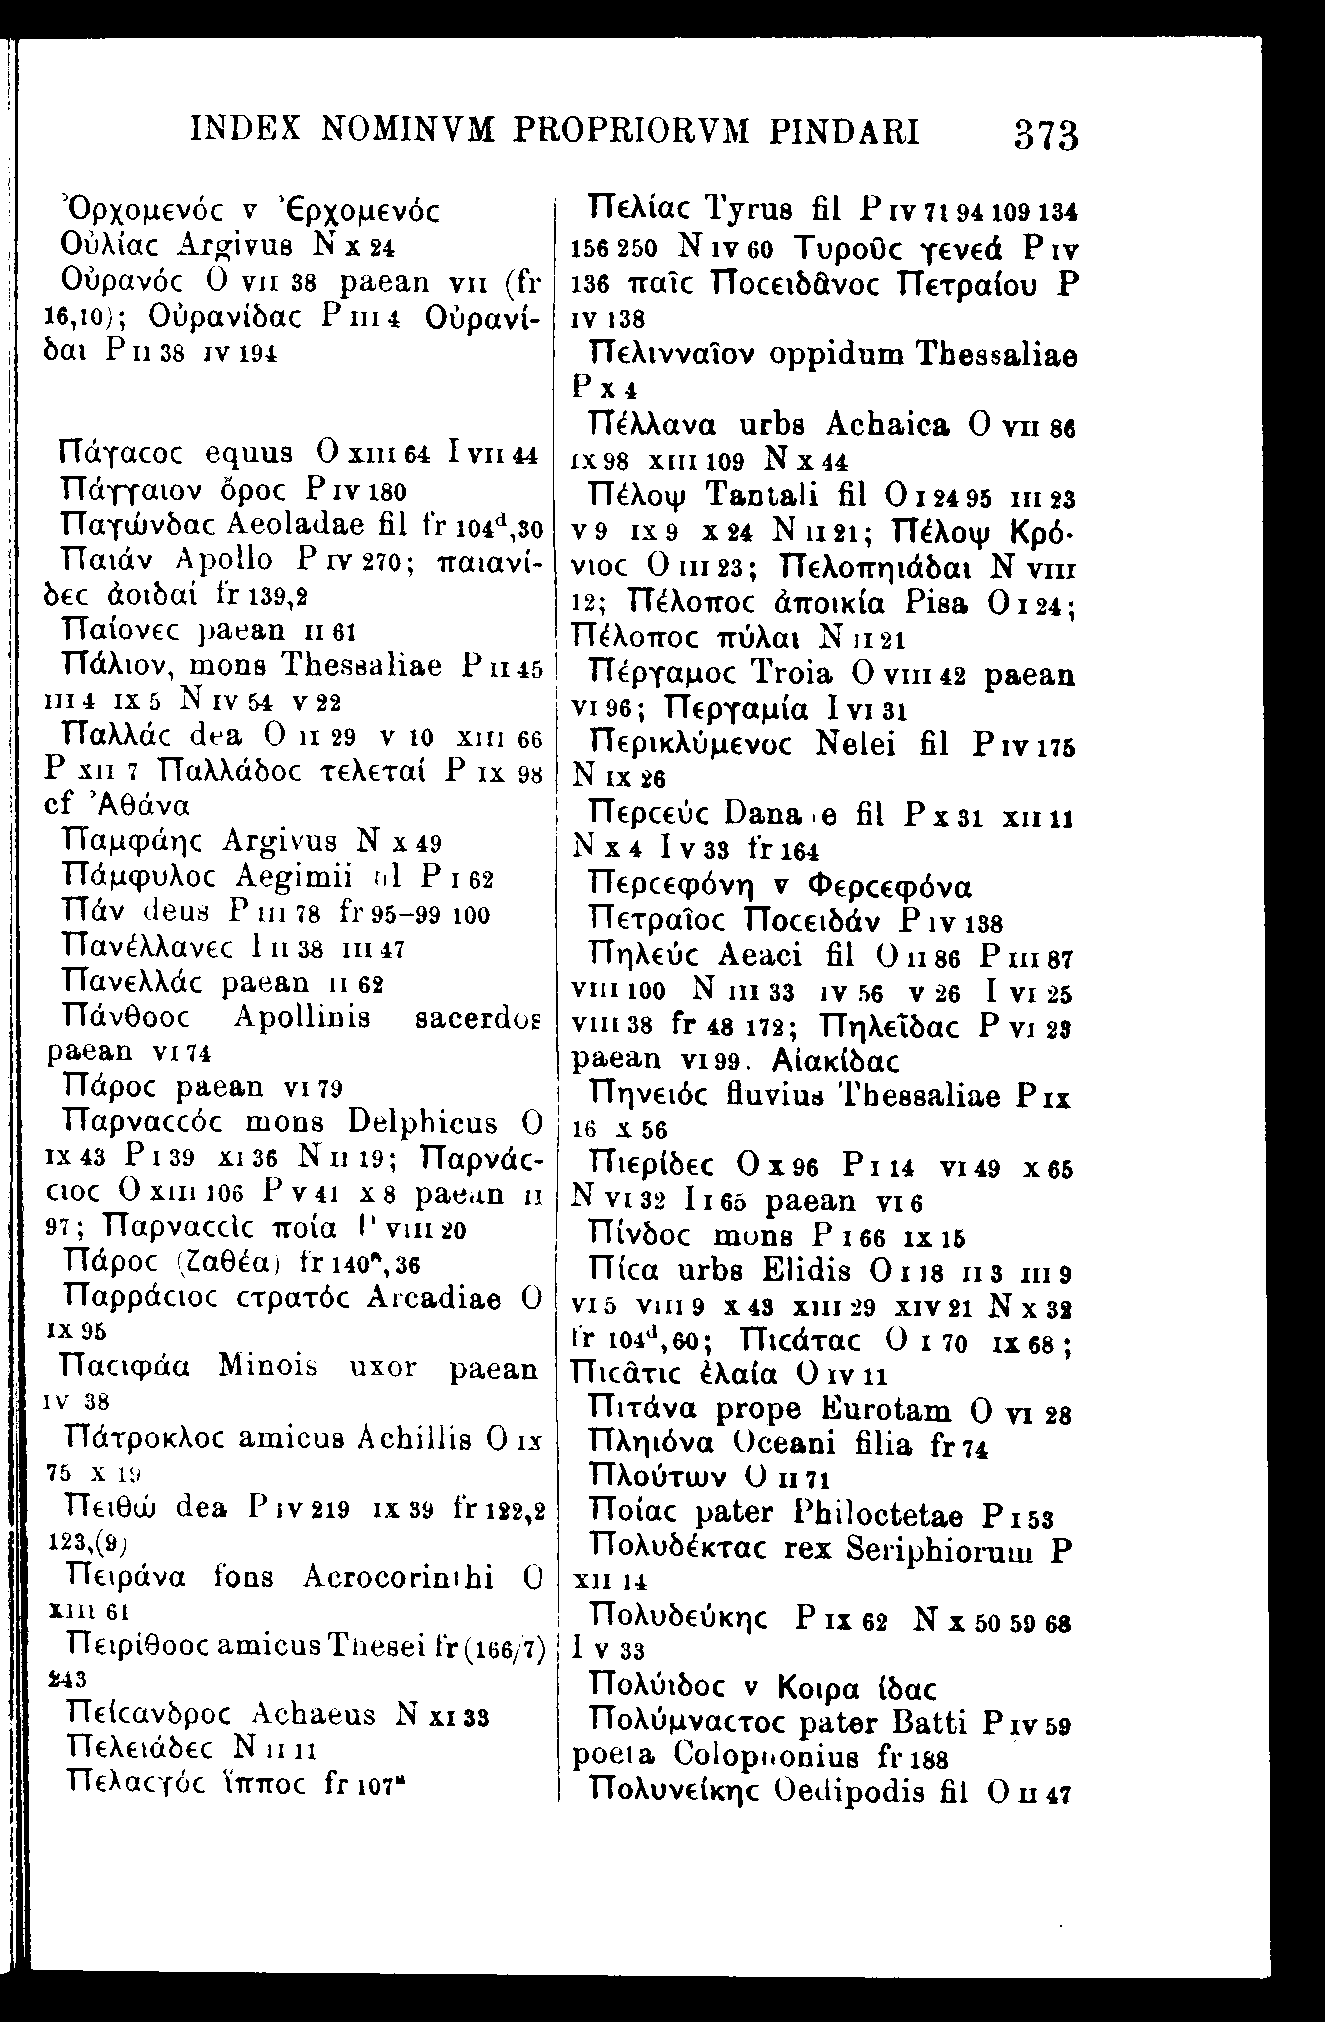 INDEX NOMINVM PROPRIORVM PINDARI 373
Ὀρχομενόϲ v Ἐρχομενόϲ
Οὐλίαϲ Argivus N x 24
Οὐρανόϲ O vii 38 paean vii (fr
16,10); Οὐρανίδαϲ P iii 4 Οὐρανί-
δαι P ii 38 iv 194
Πάγαϲοϲ equus O xiii 64 I vii 44
Πάγγαιον ὄροϲ P iv 180
Παγώνδαϲ Aeoladae fil fr 104d,30
Παιάν Apollo P iv 270; παιανί-
δεϲ ἀοιδαί fr 139,2
Παίονεϲ paean ii 61
Πάλιον, mons Thessaliae P ii 45
iii 4 ix 5 N iv 54 v 22
Παλλάϲ dea O ii 29 v 10 xiii 66
P xii 7 Παλλάδοϲ τελεταί P ix 98
cf Ἀθάνα
Παμφάηϲ Argivus N x 49
Πάμφυλοϲ Aegimii fil P i 62
Πάν deus P iii 78 fr 95–99 100
Πανέλλανεϲ I ii 38 iii 47
Πανελλάϲ paean ii 62
Πάνθοοϲ Apollinis sacerdos
paean vi 74
Πάροϲ paean vi 79
Παρναϲϲόϲ mons Delphicus O
ix 43 P i 39 xi 36 N ii 19; Παρνάϲ-
ϲιοϲ O xiii 106 P v 41 x 8 paean ii
97; Παρναϲϲίϲ ποία P viii 20
Πάροϲ (ζαθέα) fr 140a,36
Παρράϲιοϲ ϲτρατόϲ Arcadiae O
ix 95
Παϲιφάα Minois uxor paean
iv 38
Πάτροκλοϲ amicus Achillis O ix
75 x 19
Πειθώ dea P iv 219 ix 39 fr 122,2
123,(9)
Πειράνα fons Acrocorinthi O
xiii 61
Πειρίθοοϲ amicus Thesei fr (166/7)
243
Πείϲανδροϲ Achaeus N xi 33
Πελειάδεϲ N ii 11
Πελαϲγόϲ ἵπποϲ fr 107a
Πελίαϲ Tyrus fil P iv 71 94 109 134
156 250 N iv 60 Τυροῦϲ γενεά P iv
136 παῖϲ Ποϲειδᾶνοϲ Πετραίου P
iv 138
Πελινναῖον oppidum Thessaliae
P x 4
Πέλλανα urbs Achaica O vii 86
ix 98 xiii 109 N x 44
Πέλοψ Tantali fil O i 24 95 iii 23
v 9 ix 9 x 24 N ii 21; Πέλοψ Κρό-
νιοϲ O iii 23; Πελοπηιάδαι N viii
12; Πέλοποϲ ἀποικία Pisa O i 24;
Πέλοποϲ πύλαι N ii 21
Πέργαμοϲ Troia O viii 42 paean
vi 96; Περγαμία I vi 31
Περικλύμενοϲ Nelei fil P iv 175
N ix 26
Περϲεύϲ Danaae fil P x 31 xii 11
N x 4 I v 33 fr 164
Περϲεφόνη v Φερϲεφόνα
Πετραῖοϲ Ποϲειδάν P iv 138
Πηλεύϲ Aeaci fil O ii 86 P iii 87
viii 100 N iii 33 iv 56 v 26 I vi 25
viii 38 fr 48 172; Πηλεΐδαϲ P vi 23
paean vi 99. Αἰακίδαϲ
Πηνειόϲ fluvius Thessaliae P ix
16 x 56
Πιερίδεϲ O x 96 P i 14 vi 49 x 65
N vi 32 I i 65 paean vi 6
Πίνδοϲ mons P i 66 ix 15
Πίϲα urbs Elidis O i 18 ii 3 iii 9
vi 5 viii 9 x 43 xiii 29 xiv 21 N x 32
fr 104d,60; Πιϲάταϲ O i 70 ix 68;
Πιϲᾶτιϲ ἐλαία O iv 11
Πιτάνα prope Eurotam O vi 28
Πληιόνα Oceani filia fr 74
Πλούτων O ii 71
Ποίαϲ pater Philoctetae P i 53
Πολυδέκταϲ rex Seriphiorum P
xii 14
Πολυδεύκηϲ P ix 62 N x 50 59 68
I v 33
Πολύιδοϲ v Κοιρα ίδαϲ
Πολύμναϲτοϲ pater Batti P iv 59
poeta Colophonius fr 188
Πολυνείκηϲ Oedipodis fil O ii 47